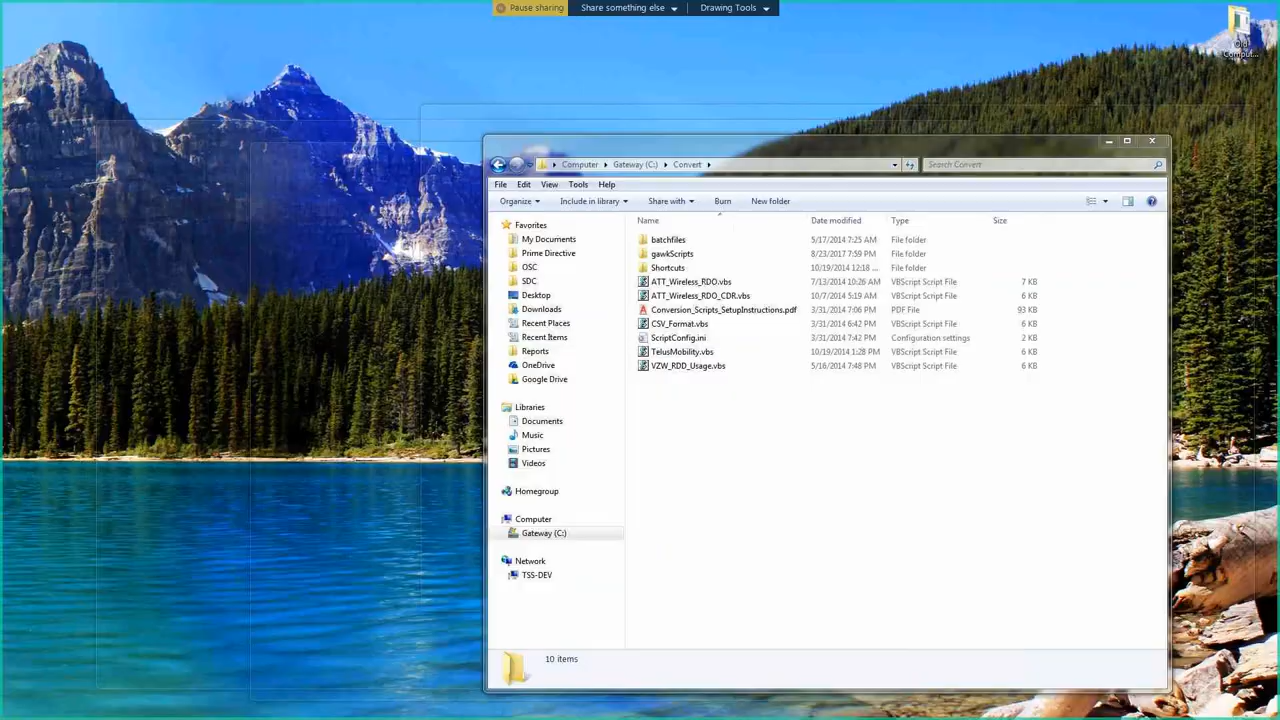 Pause sharing Share something else Drawing Tools
Old
Comput...
Computer Gateway (C:) Convert Search Convert
File Edit View Tools Help
Organize Include in library Share with Burn New folder
Name Date modified Type Size
Favorites
My Documents
Prime Directive
OSC
SDC
Desktop
Downloads
Recent Places
Recent Items
Reports
OneDrive
Google Drive
Libraries
Documents
Music
Pictures
Videos
Homegroup
Computer
Gateway (C:)
Network
TSS-DEV
batchfiles 5/17/2014 7:25 AM File folder
gawkScripts 8/23/2017 7:59 PM File folder
Shortcuts 10/19/2014 12:18 ... File folder
ATT_Wireless_RDO.vbs 7/13/2014 10:26 AM VBScript Script File 7 KB
ATT_Wireless_RDO_CDR.vbs 10/7/2014 5:19 AM VBScript Script File 6 KB
Conversion_Scripts_SetupInstructions.pdf 3/31/2014 7:06 PM PDF File 93 KB
CSV_Format.vbs 3/31/2014 6:42 PM VBScript Script File 6 KB
ScriptConfig.ini 3/31/2014 7:42 PM Configuration settings 2 KB
TelusMobility.vbs 10/19/2014 1:28 PM VBScript Script File 6 KB
VZW_RDD_Usage.vbs 5/16/2014 7:48 PM VBScript Script File 6 KB
10 items